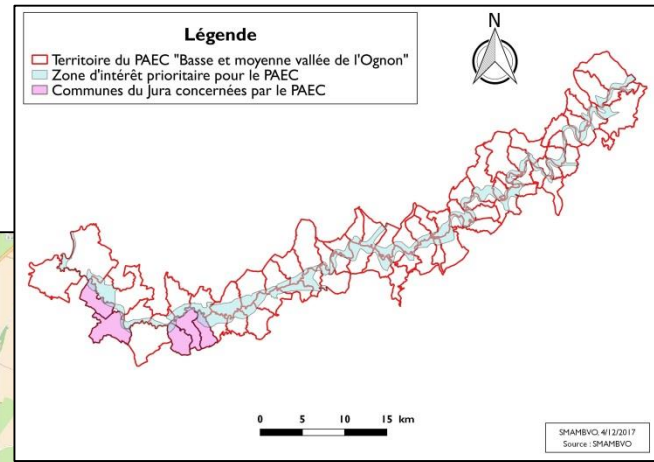 Légende
Territoire du PAEC "Basse et moyenne vallée de l'Ognon"
Zone d'intérêt prioritaire pour le PAEC
Communes du Jura concernées par le PAEC
N
0 5 10 15 km
SMAMBVO, 4/12/2017
Source : SMAMBVO